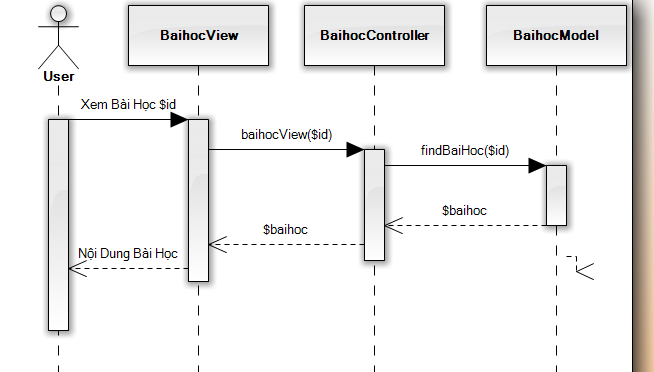 BaihocView
BaihocController
BaihocModel
User
Xem Bài Học $id
baihocView($id)
findBaiHoc($id)
$baihoc
$baihoc
Nội Dung Bài Học